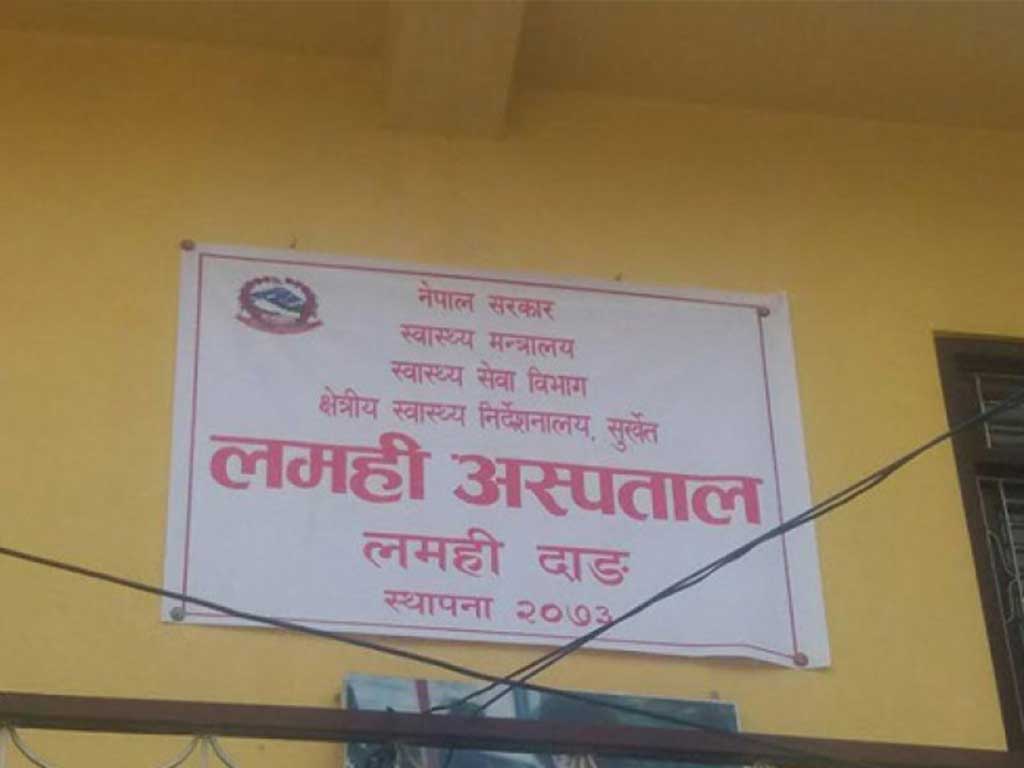 नेपाल सरकार
स्वास्थ्य मन्त्रालय
स्वास्थ्य सेवा विभाग
क्षेत्रीय स्वास्थ्य निर्देशनालय, सुर्खेत
लमही अस्पताल
लमही दाङ
स्थापना २०७३